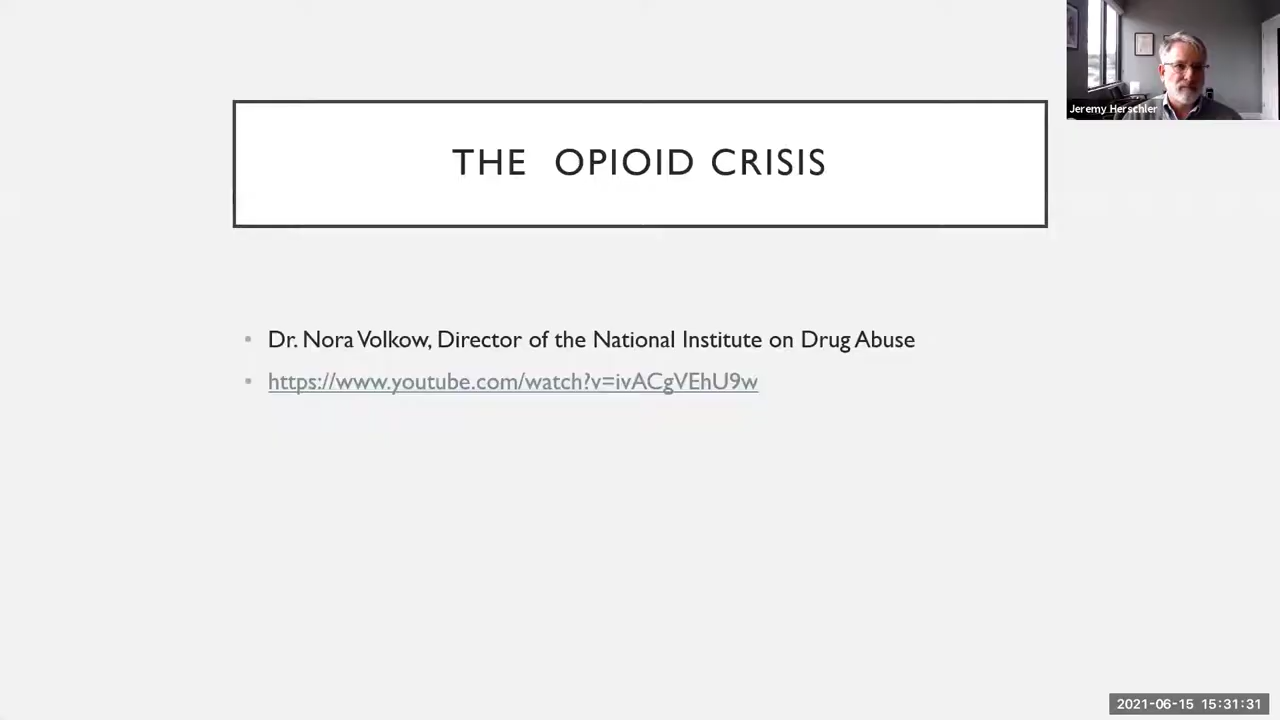 Jeremy Herschler
THE OPIOID CRISIS
• Dr. Nora Volkow, Director of the National Institute on Drug Abuse
• https://www.youtube.com/watch?v=ivACgVEhU9w
2021-06-15 15:31:31